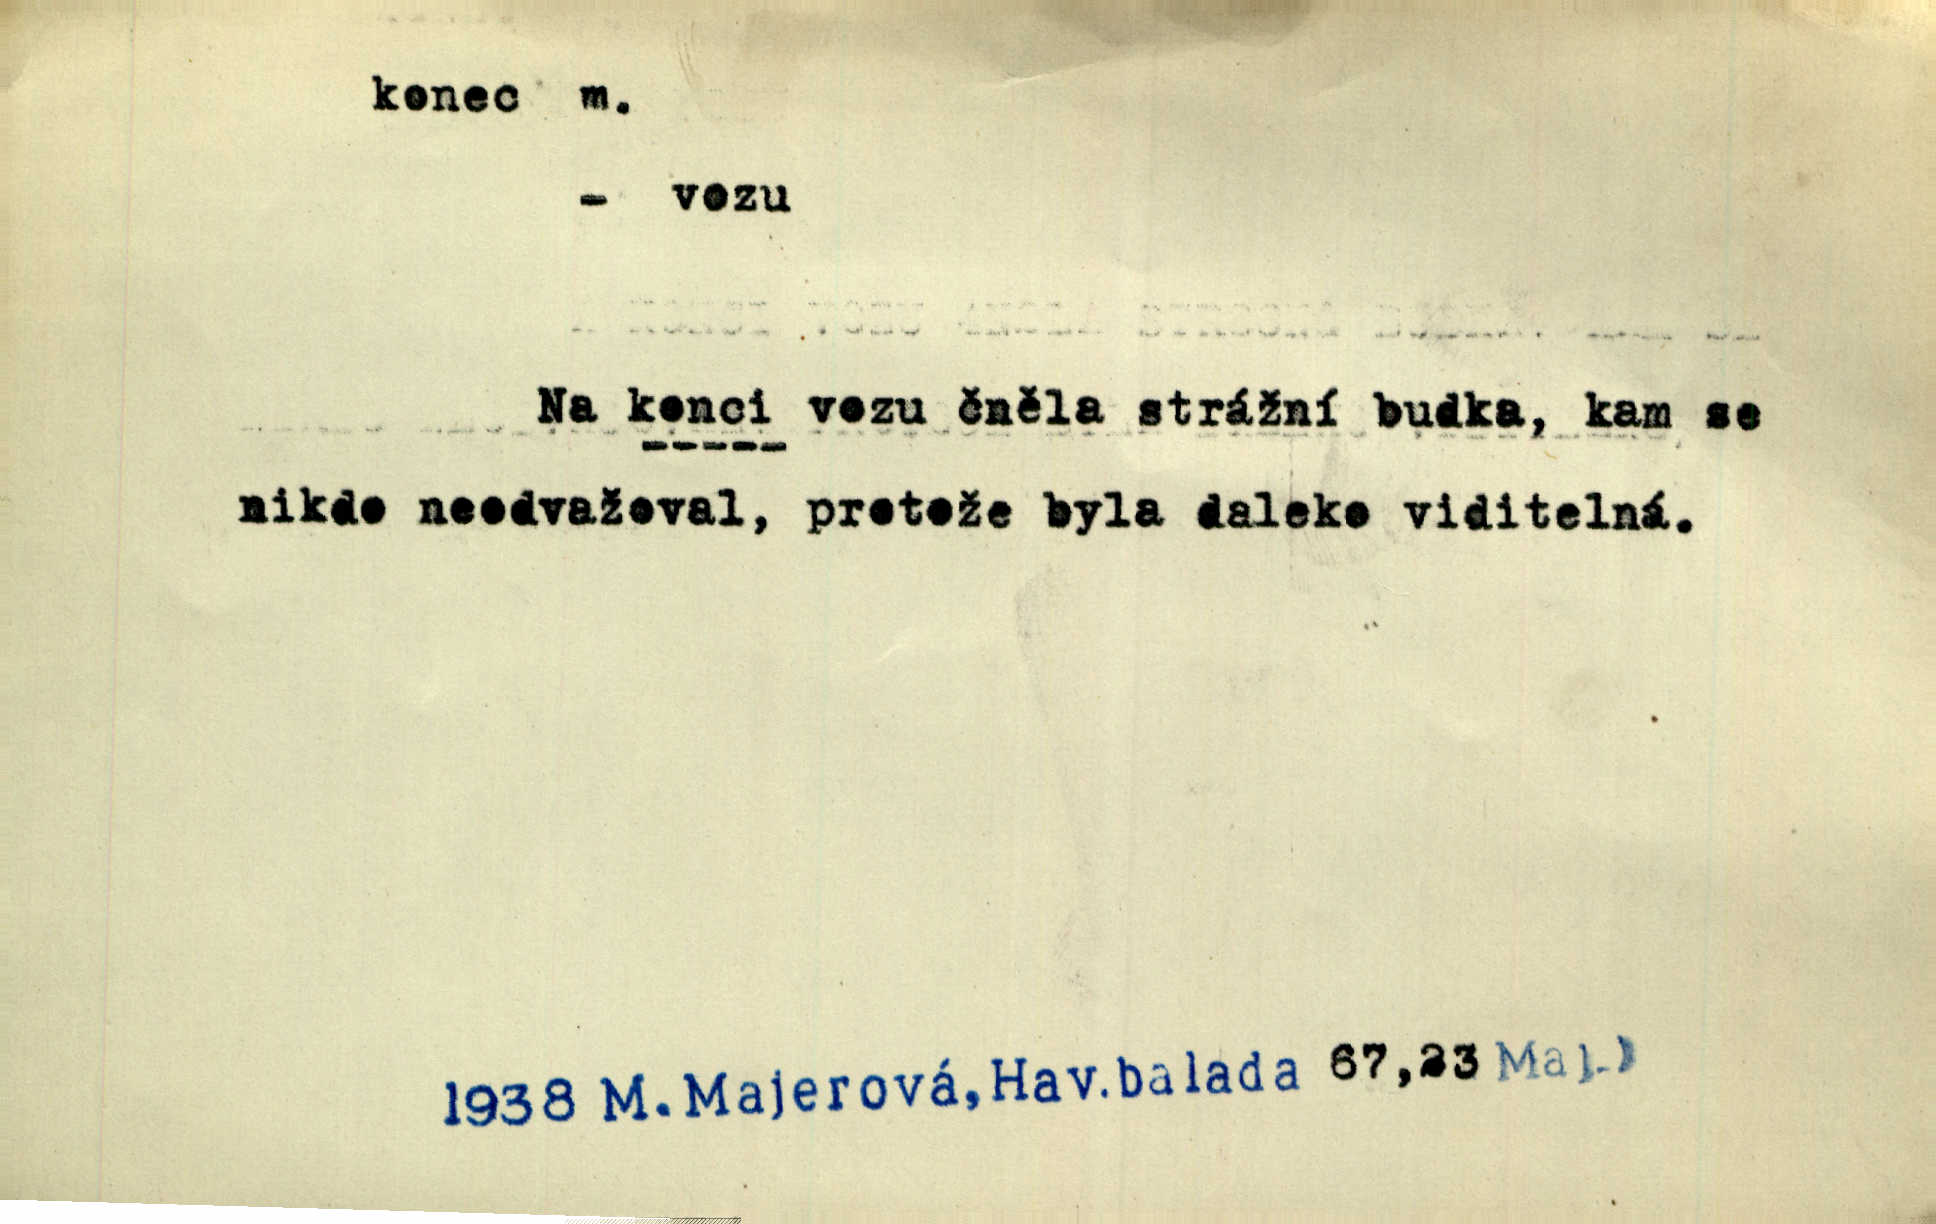 konec m.
- vozu
Na konci vozu čněla strážní budka, kam se
nikdo neodvažoval, protože byla daleko viditelná.
1938 M. Majerová, Hav. balada 67,23 Maj.